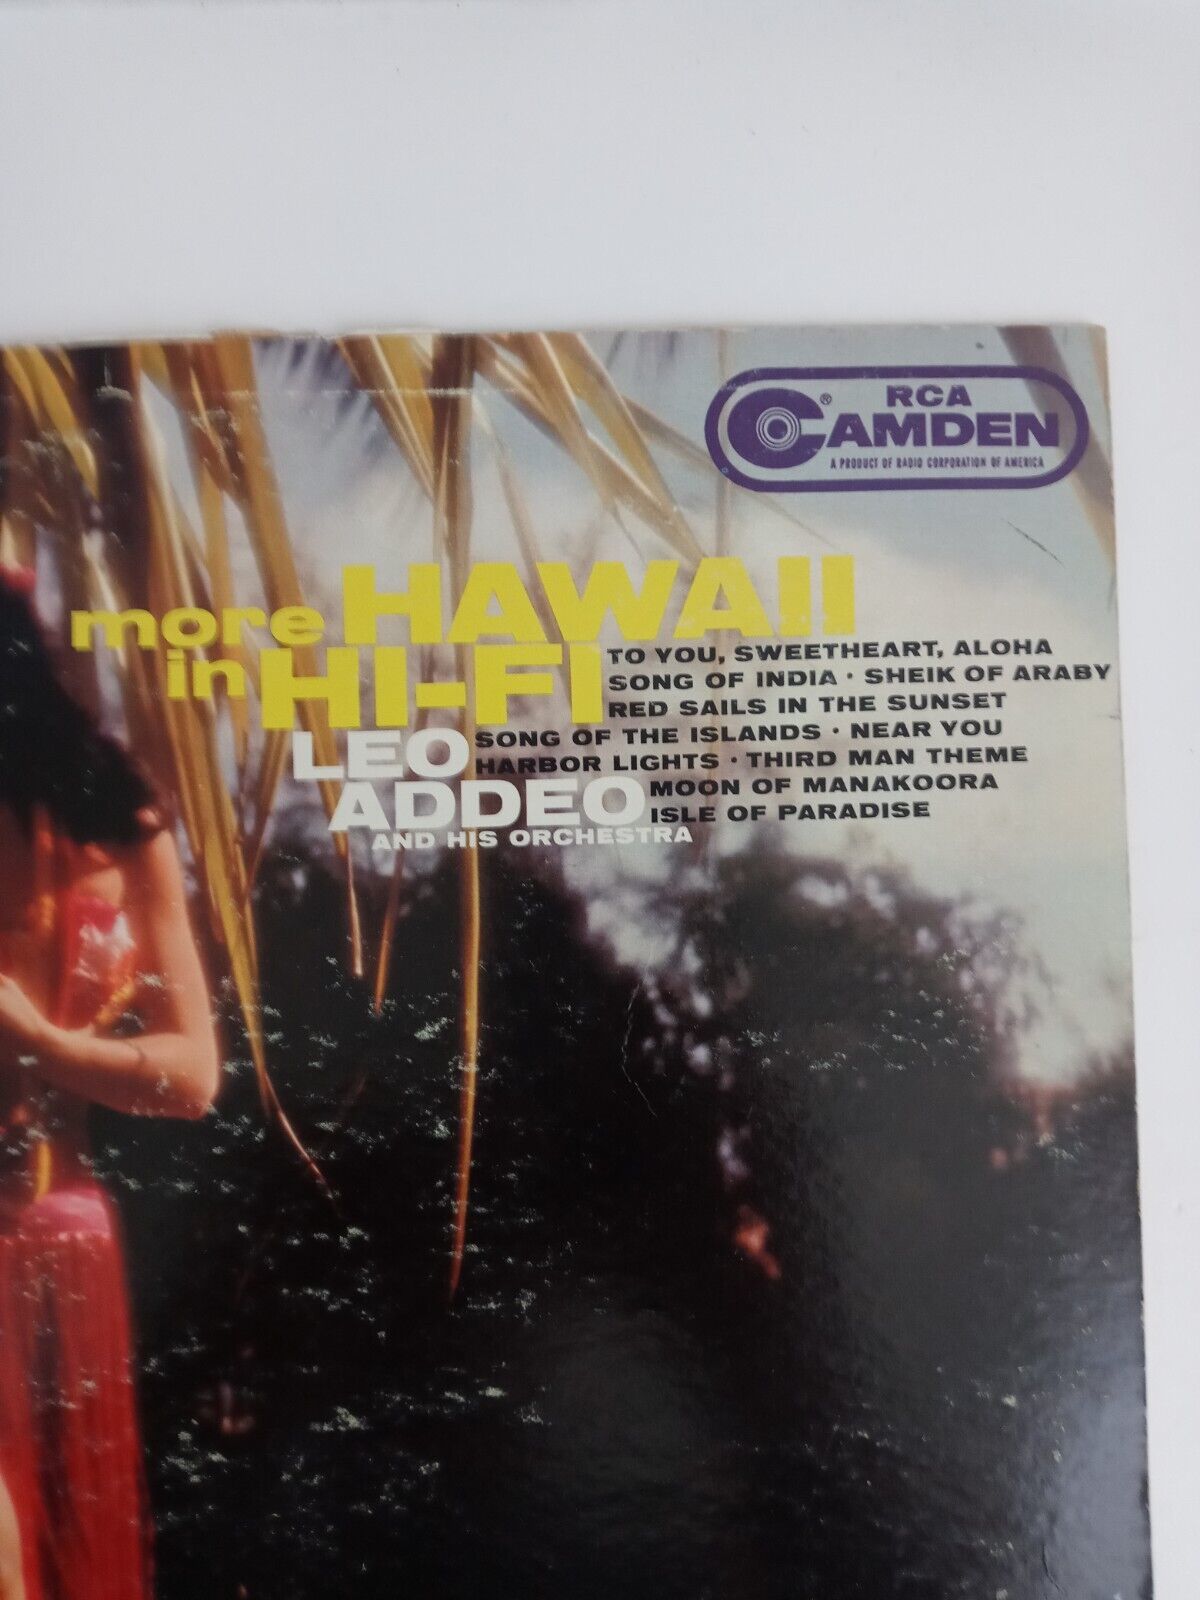 RCA
CAMDEN®
A PRODUCT OF RADIO CORPORATION OF AMERICA
more HAWAII
in HI-FI
TO YOU, SWEETHEART, ALOHA
SONG OF INDIA · SHEIK OF ARABY
RED SAILS IN THE SUNSET
LEO
SONG OF THE ISLANDS · NEAR YOU
HARBOR LIGHTS · THIRD MAN THEME
ADDEO
MOON OF MANAKOORA
ISLE OF PARADISE
AND HIS ORCHESTRA